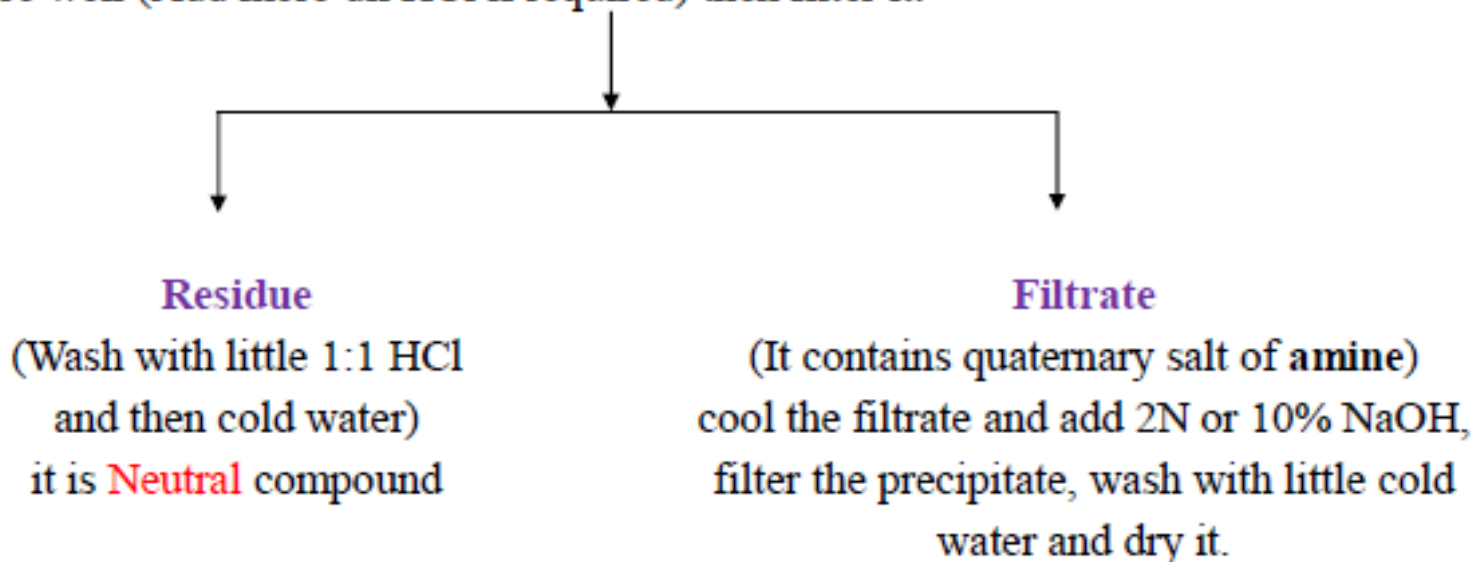 Residue
(Wash with little 1:1 HCl
and then cold water)
it is Neutral compound
Filtrate
(It contains quaternary salt of amine)
cool the filtrate and add 2N or 10% NaOH,
filter the precipitate, wash with little cold
water and dry it.